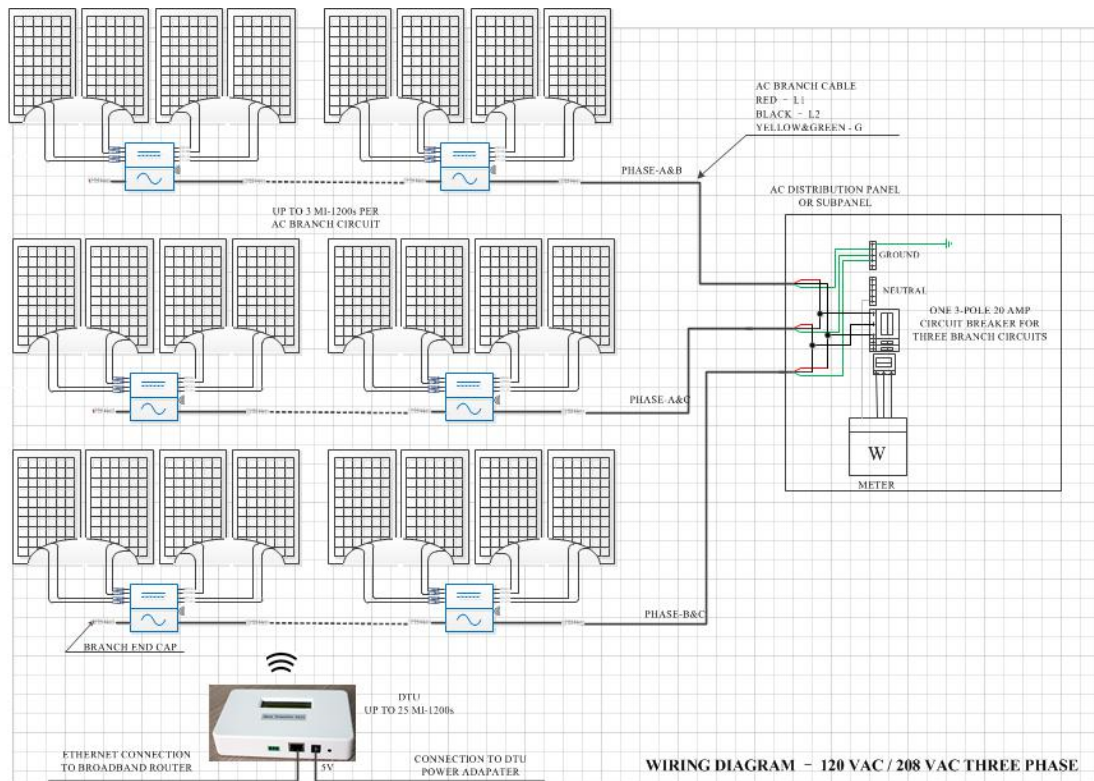 AC BRANCH CABLE
RED - L1
BLACK - L2
YELLOW&GREEN - G
PHASE-A&B
AC DISTRIBUTION PANEL
OR SUBPANEL
UP TO 3 MI-1200s PER
AC BRANCH CIRCUIT
GROUND
NEUTRAL
ONE 3-POLE 20 AMP
CIRCUIT BREAKER FOR
THREE BRANCH CIRCUITS
PHASE-A&C
W
METER
PHASE-B&C
BRANCH END CAP
DTU
UP TO 25 MI-1200s
ETHERNET CONNECTION
TO BROADBAND ROUTER
5V
CONNECTION TO DTU
POWER ADAPATER
WIRING DIAGRAM - 120 VAC / 208 VAC THREE PHASE